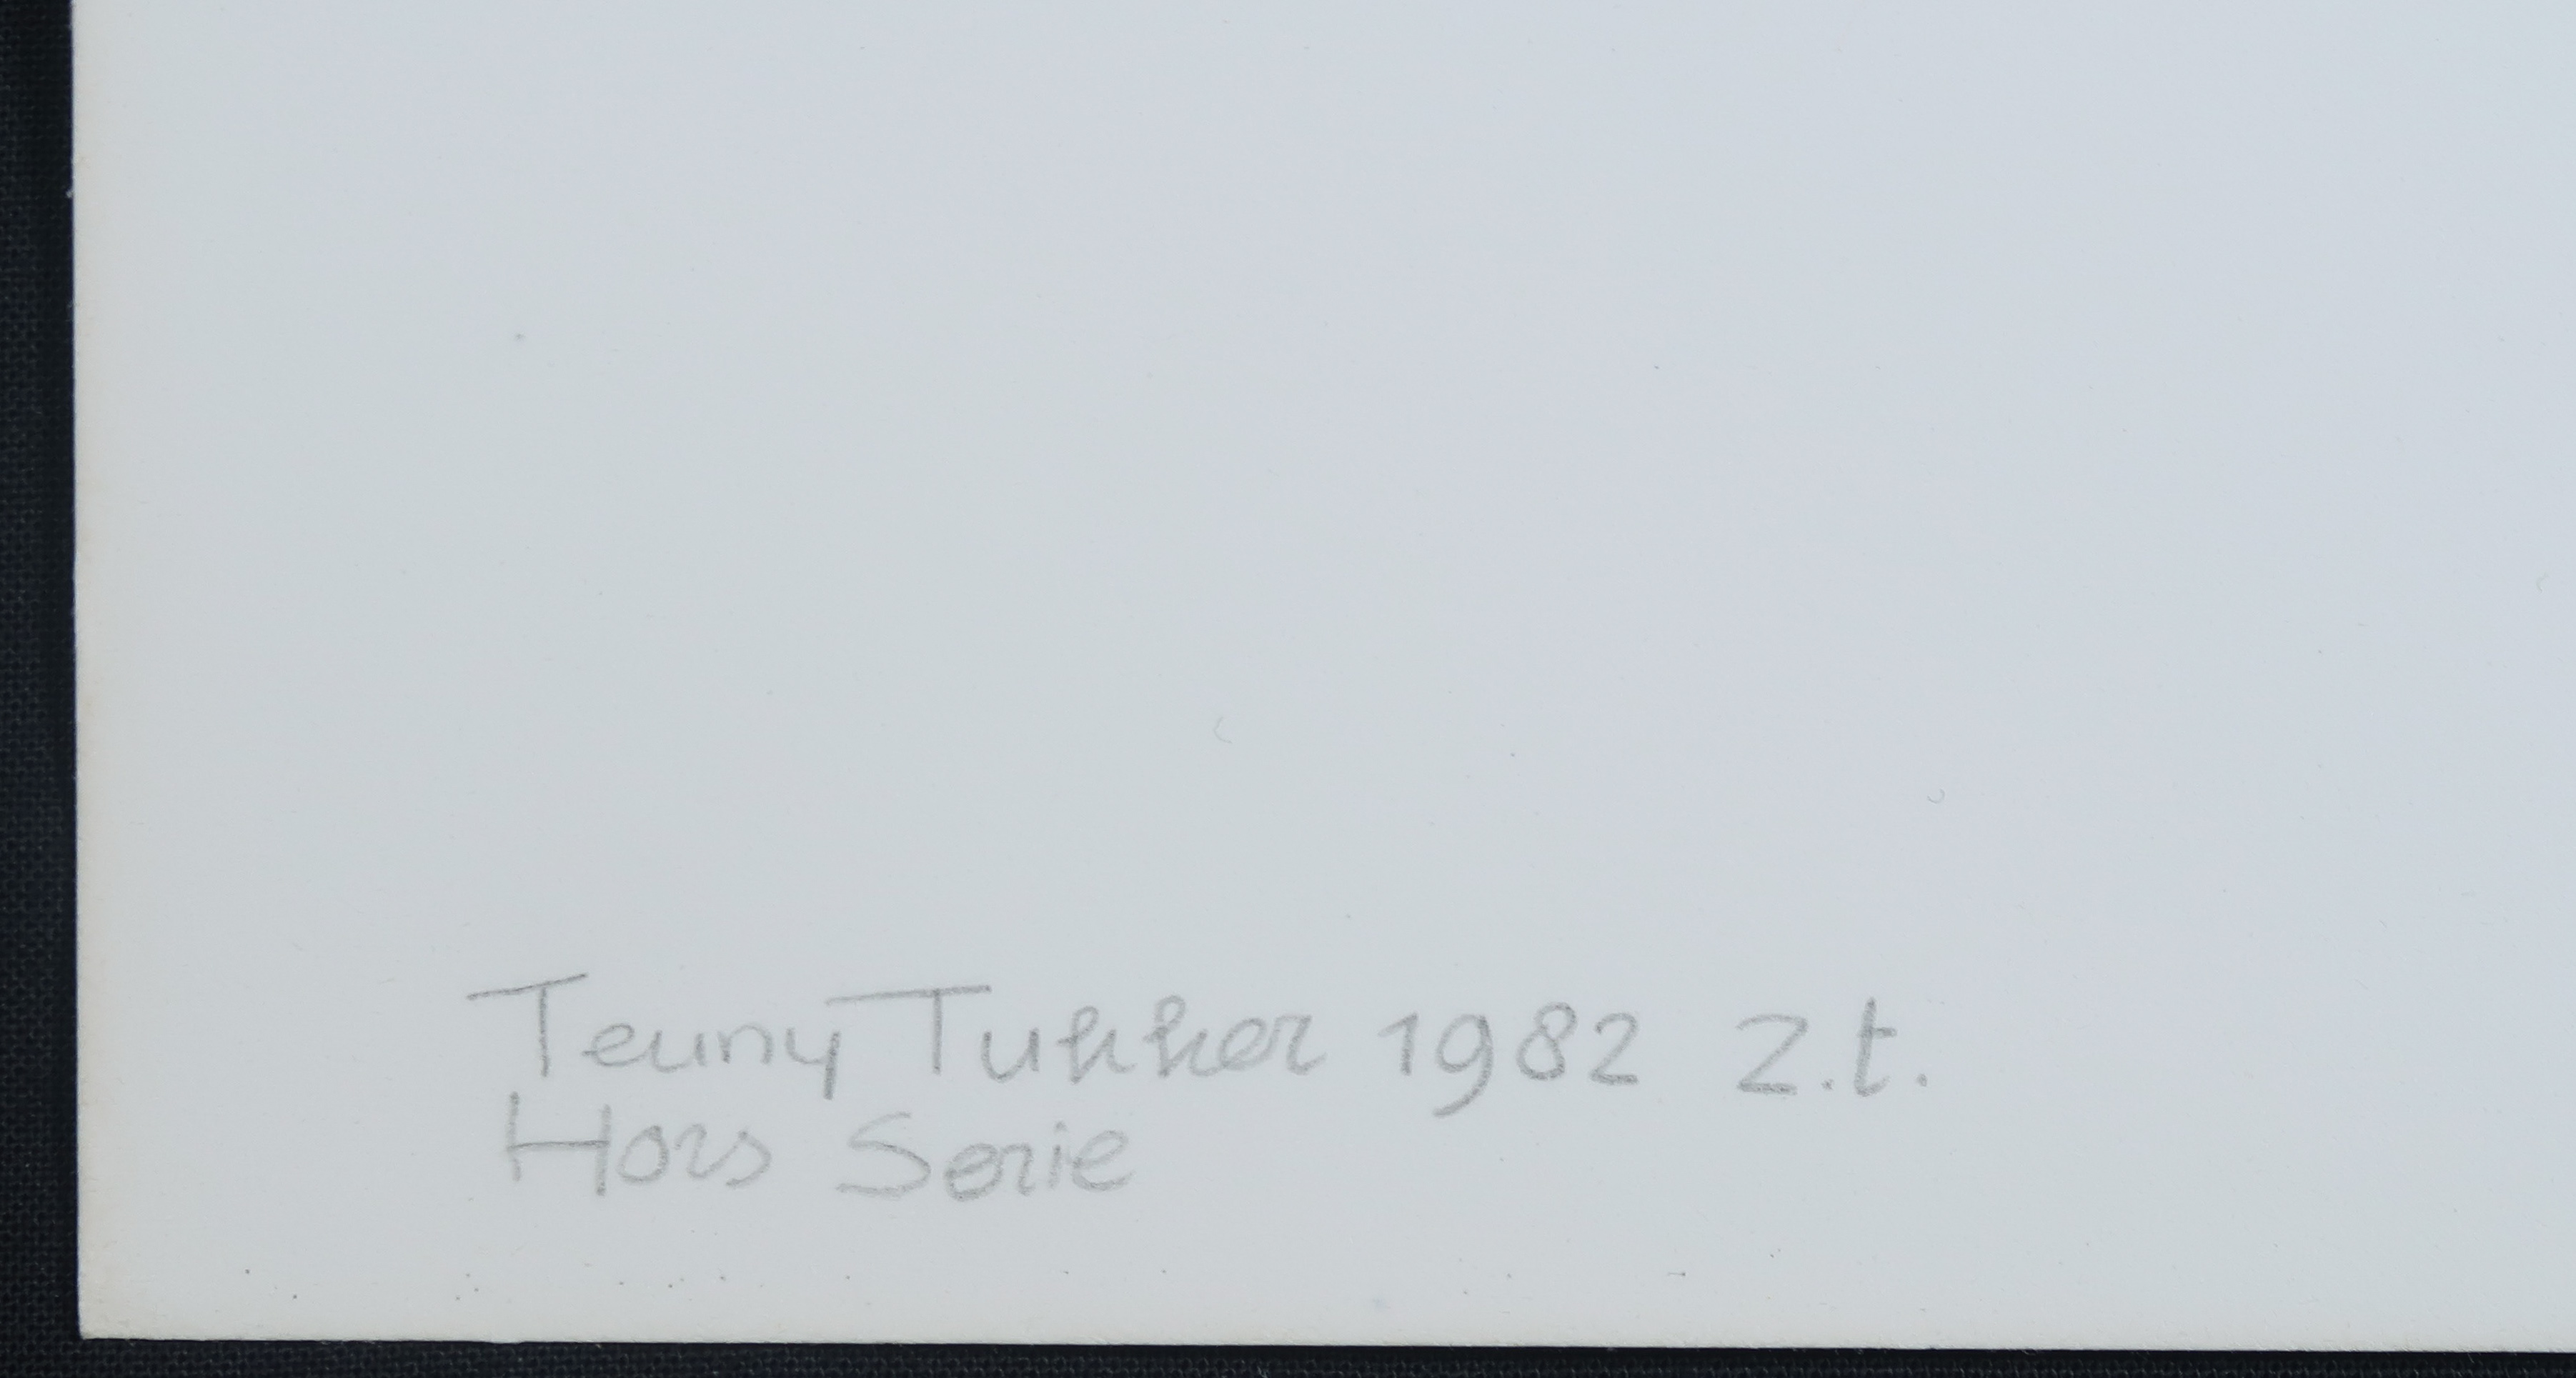 Teuny Tukker 1982 Z.t.
Hors Serie